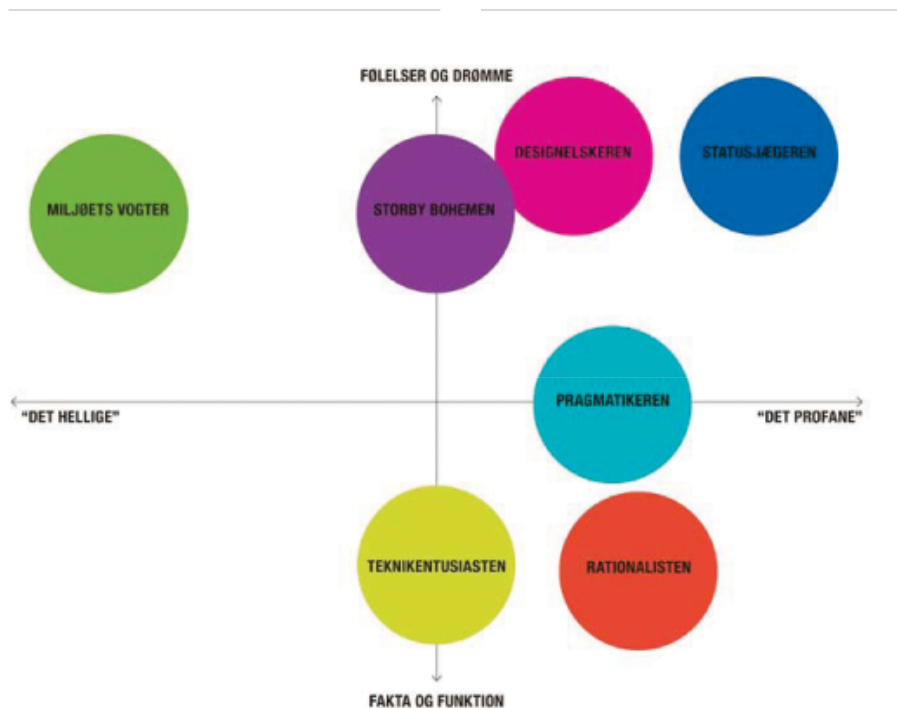 FØLELSER OG DRØMME
DESIGNELSKEREN
STATUSJÆGEREN
MILJØETS VOGTER
STORBY BOHEMEN
PRAGMATIKEREN
“DET HELLIGE”
“DET PROFANE”
TEKNIKENTUSIASTEN
RATIONALISTEN
FAKTA OG FUNKTION